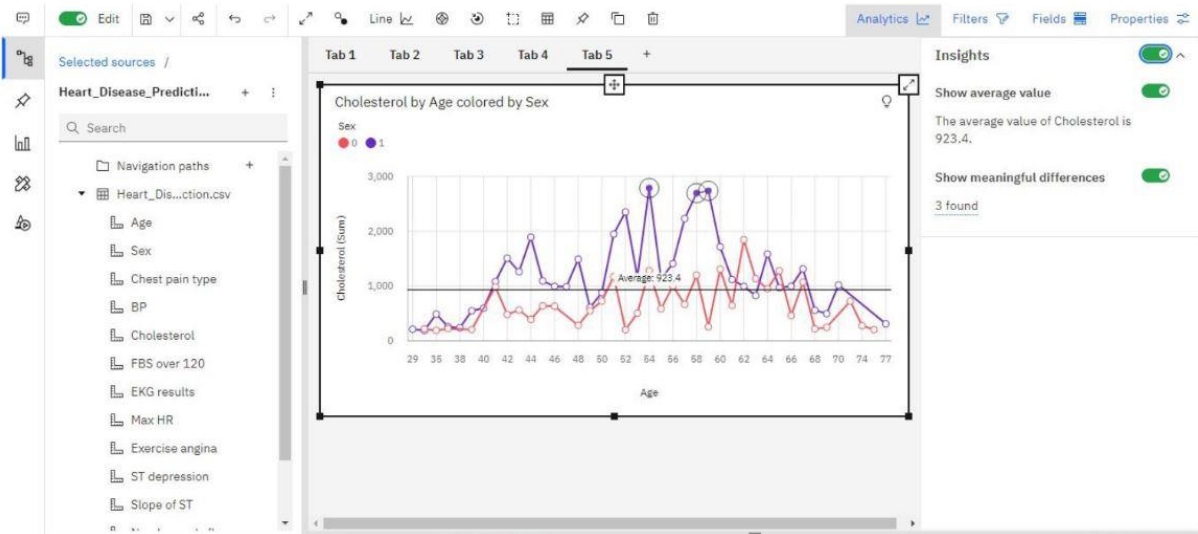 Edit
Line
Analytics
Filters
Fields
Properties
Selected sources /
Heart_Disease_Predicti...
+
Search
Navigation paths
+
Heart_Dis...ction.csv
Age
Sex
Chest pain type
BP
Cholesterol
FBS over 120
EKG results
Max HR
Exercise angina
ST depression
Slope of ST
Tab 1 Tab 2 Tab 3 Tab 4 Tab 5 +
Cholesterol by Age colored by Sex
Sex
0 1
Cholesterol (Sum)
3,000
2,000
1,000
0
Average: 923.4
29 35 38 40 42 44 46 48 50 52 54 56 58 60 62 64 66 68 70 74 77
Age
Insights
Show average value
The average value of Cholesterol is
923.4.
Show meaningful differences
3 found